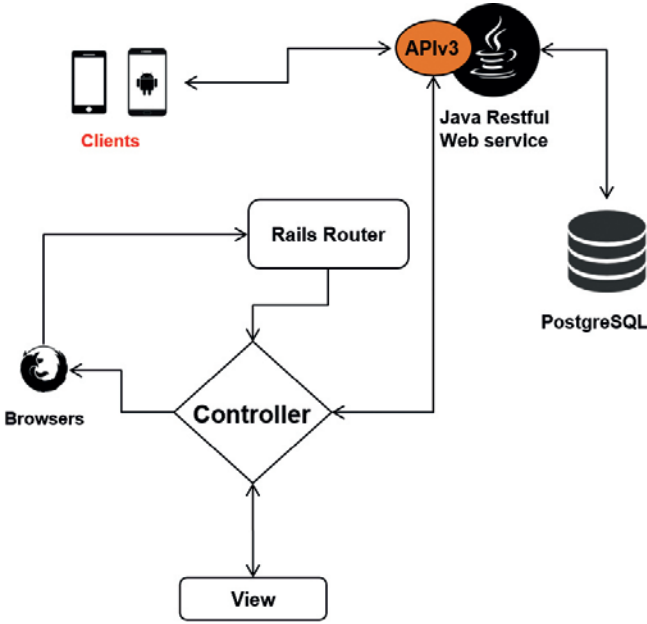 APIv3
Clients
Java Restful
Web service
Rails Router
PostgreSQL
Browsers
Controller
View